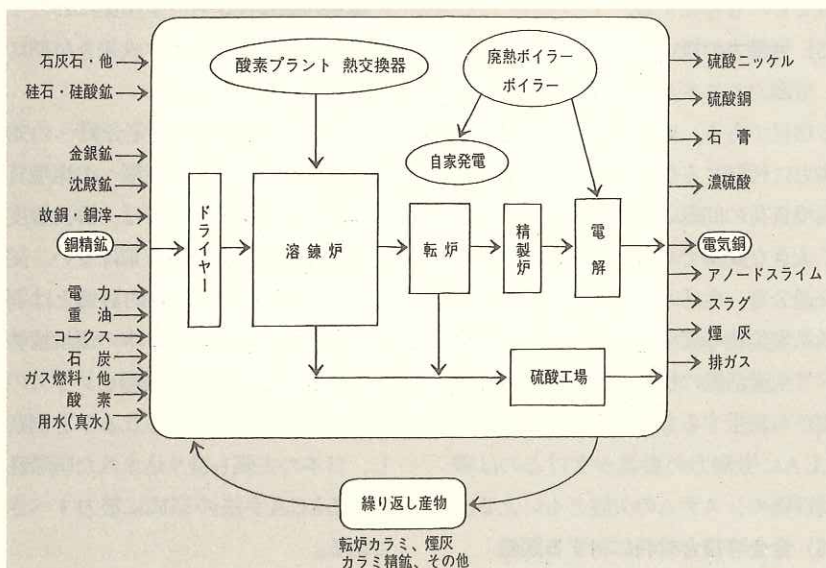 石灰石・他
硅石・硅酸鉱
金銀鉱
沈殿鉱
故銅・銅滓
銅精鉱
電力
重油
コークス
石炭
ガス燃料・他
酸素
用水(真水)
酸素プラント 熱交換器
廃熱ボイラー
ボイラー
自家発電
ドライヤー
溶錬炉
転炉
精製炉
電解
硫酸工場
硫酸ニッケル
硫酸銅
石膏
濃硫酸
電気銅
アノードスライム
スラグ
煙灰
排ガス
繰り返し産物
転炉カラミ、煙灰
カラミ精鉱、その他